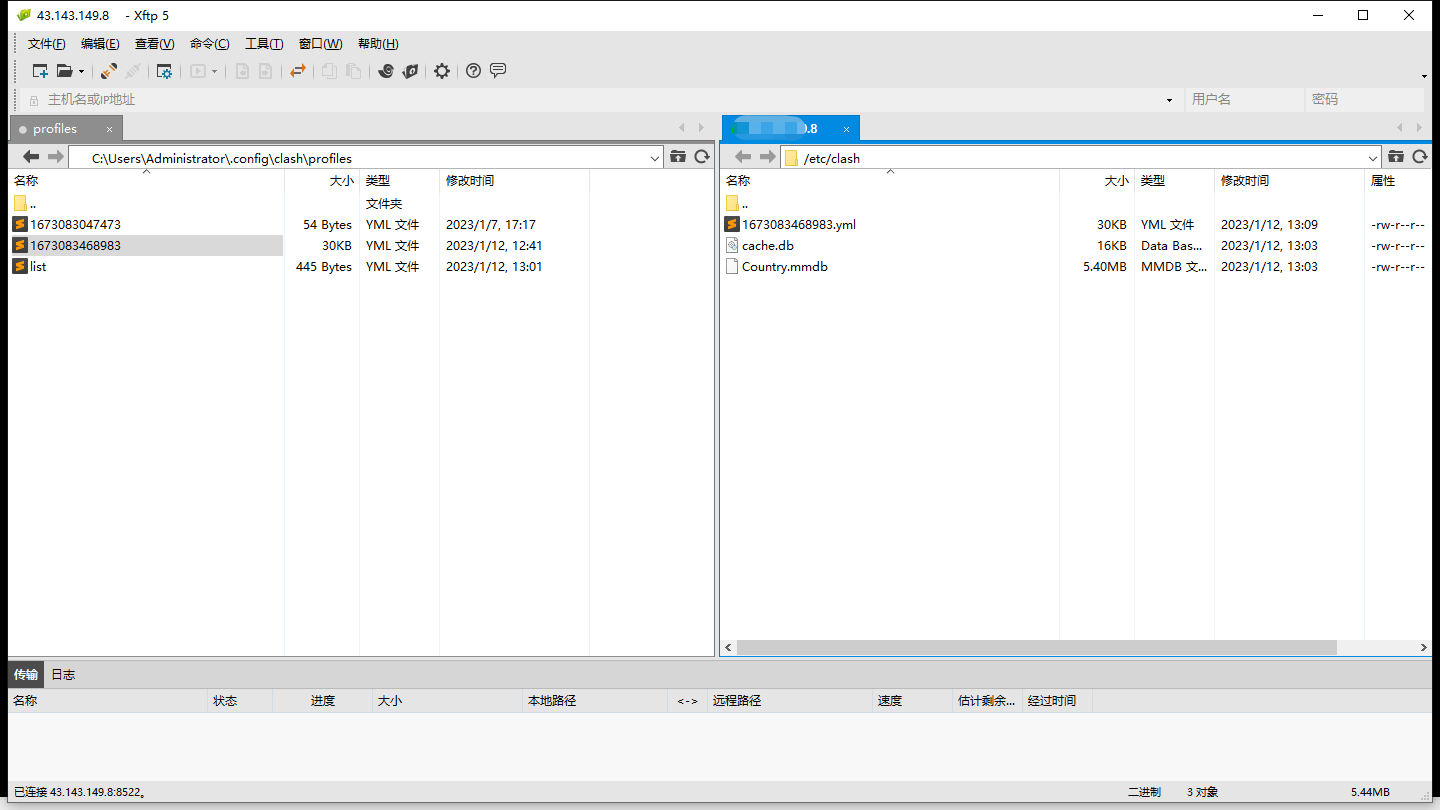 43.143.149.8 - Xftp 5
文件(F) 编辑(E) 查看(V) 命令(C) 工具(T) 窗口(W) 帮助(H)
主机名或IP地址 用户名 密码
profiles × .8 ×
C:\Users\Administrator\.config\clash\profiles /etc/clash
名称 大小 类型 修改时间 名称 大小 类型 修改时间 属性
.. 文件夹 ..
1673083047473 54 Bytes YML 文件 2023/1/7, 17:17 1673083468983.yml 30KB YML 文件 2023/1/12, 13:09 -rw-r--r--
1673083468983 30KB YML 文件 2023/1/12, 12:41 cache.db 16KB Data Bas... 2023/1/12, 13:03 -rw-r--r--
list 445 Bytes YML 文件 2023/1/12, 13:01 Country.mmdb 5.40MB MMDB 文... 2023/1/12, 13:03 -rw-r--r--
传输 日志
名称 状态 进度 大小 本地路径 <-> 远程路径 速度 估计剩余... 经过时间
已连接 43.143.149.8:8522。 二进制 3 对象 5.44MB